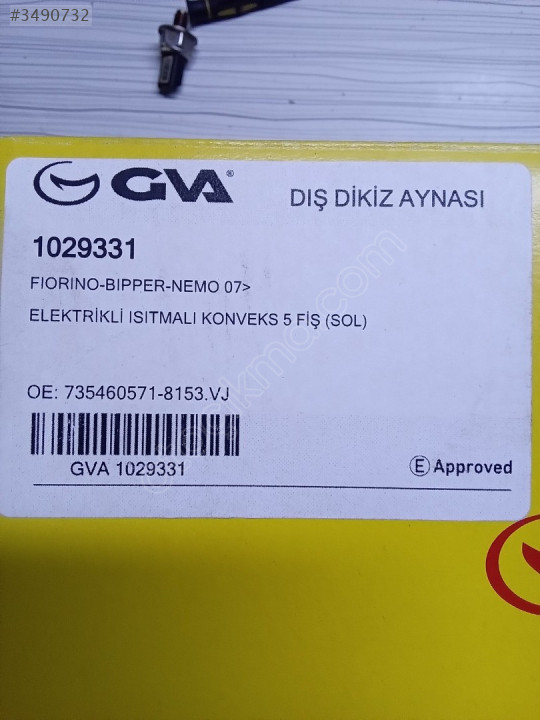 #3490732
GVA®
DIŞ DİKİZ AYNASI
1029331
FIORINO-BIPPER-NEMO 07>
ELEKTRİKLİ ISITMALI KONVEKS 5 FİŞ (SOL)
OE: 735460571-8153.VJ
GVA 1029331
E Approved